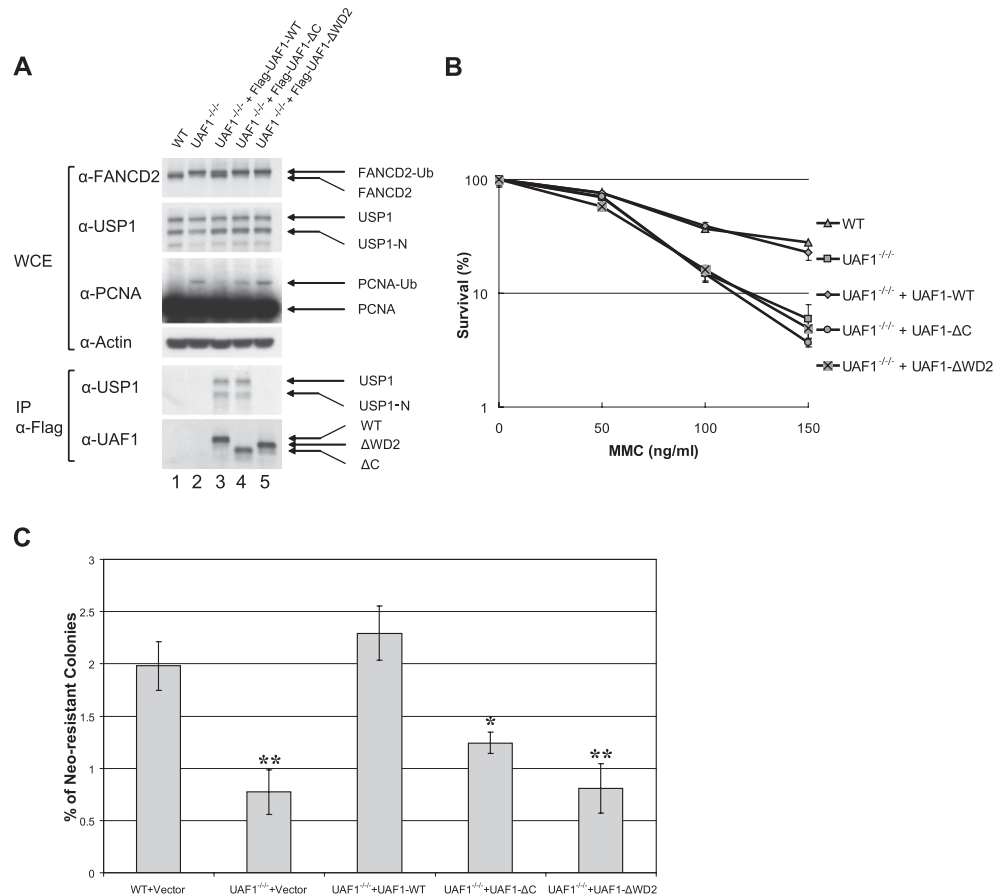 A
WT
UAF1-/-/-
UAF1-/-/- + Flag-UAF1-WT
UAF1-/-/- + Flag-UAF1-ΔC
UAF1-/-/- + Flag-UAF1-ΔWD2
WCE
α-FANCD2
FANCD2-Ub
FANCD2
α-USP1
USP1
USP1-N
α-PCNA
PCNA-Ub
PCNA
α-Actin
IP
α-Flag
α-USP1
USP1
USP1-N
α-UAF1
WT
ΔWD2
ΔC
1 2 3 4 5
B
Survival (%)
100
10
1
0 50 100 150
MMC (ng/ml)
WT
UAF1-/-/-
UAF1-/-/- + UAF1-WT
UAF1-/-/- + UAF1-ΔC
UAF1-/-/- + UAF1-ΔWD2
C
% of Neo-resistant Colonies
3
2.5
2
1.5
1
0.5
0
**
*
**
WT+Vector
UAF1-/-/-+Vector
UAF1-/-/-+UAF1-WT
UAF1-/-/-+UAF1-ΔC
UAF1-/-/-+UAF1-ΔWD2